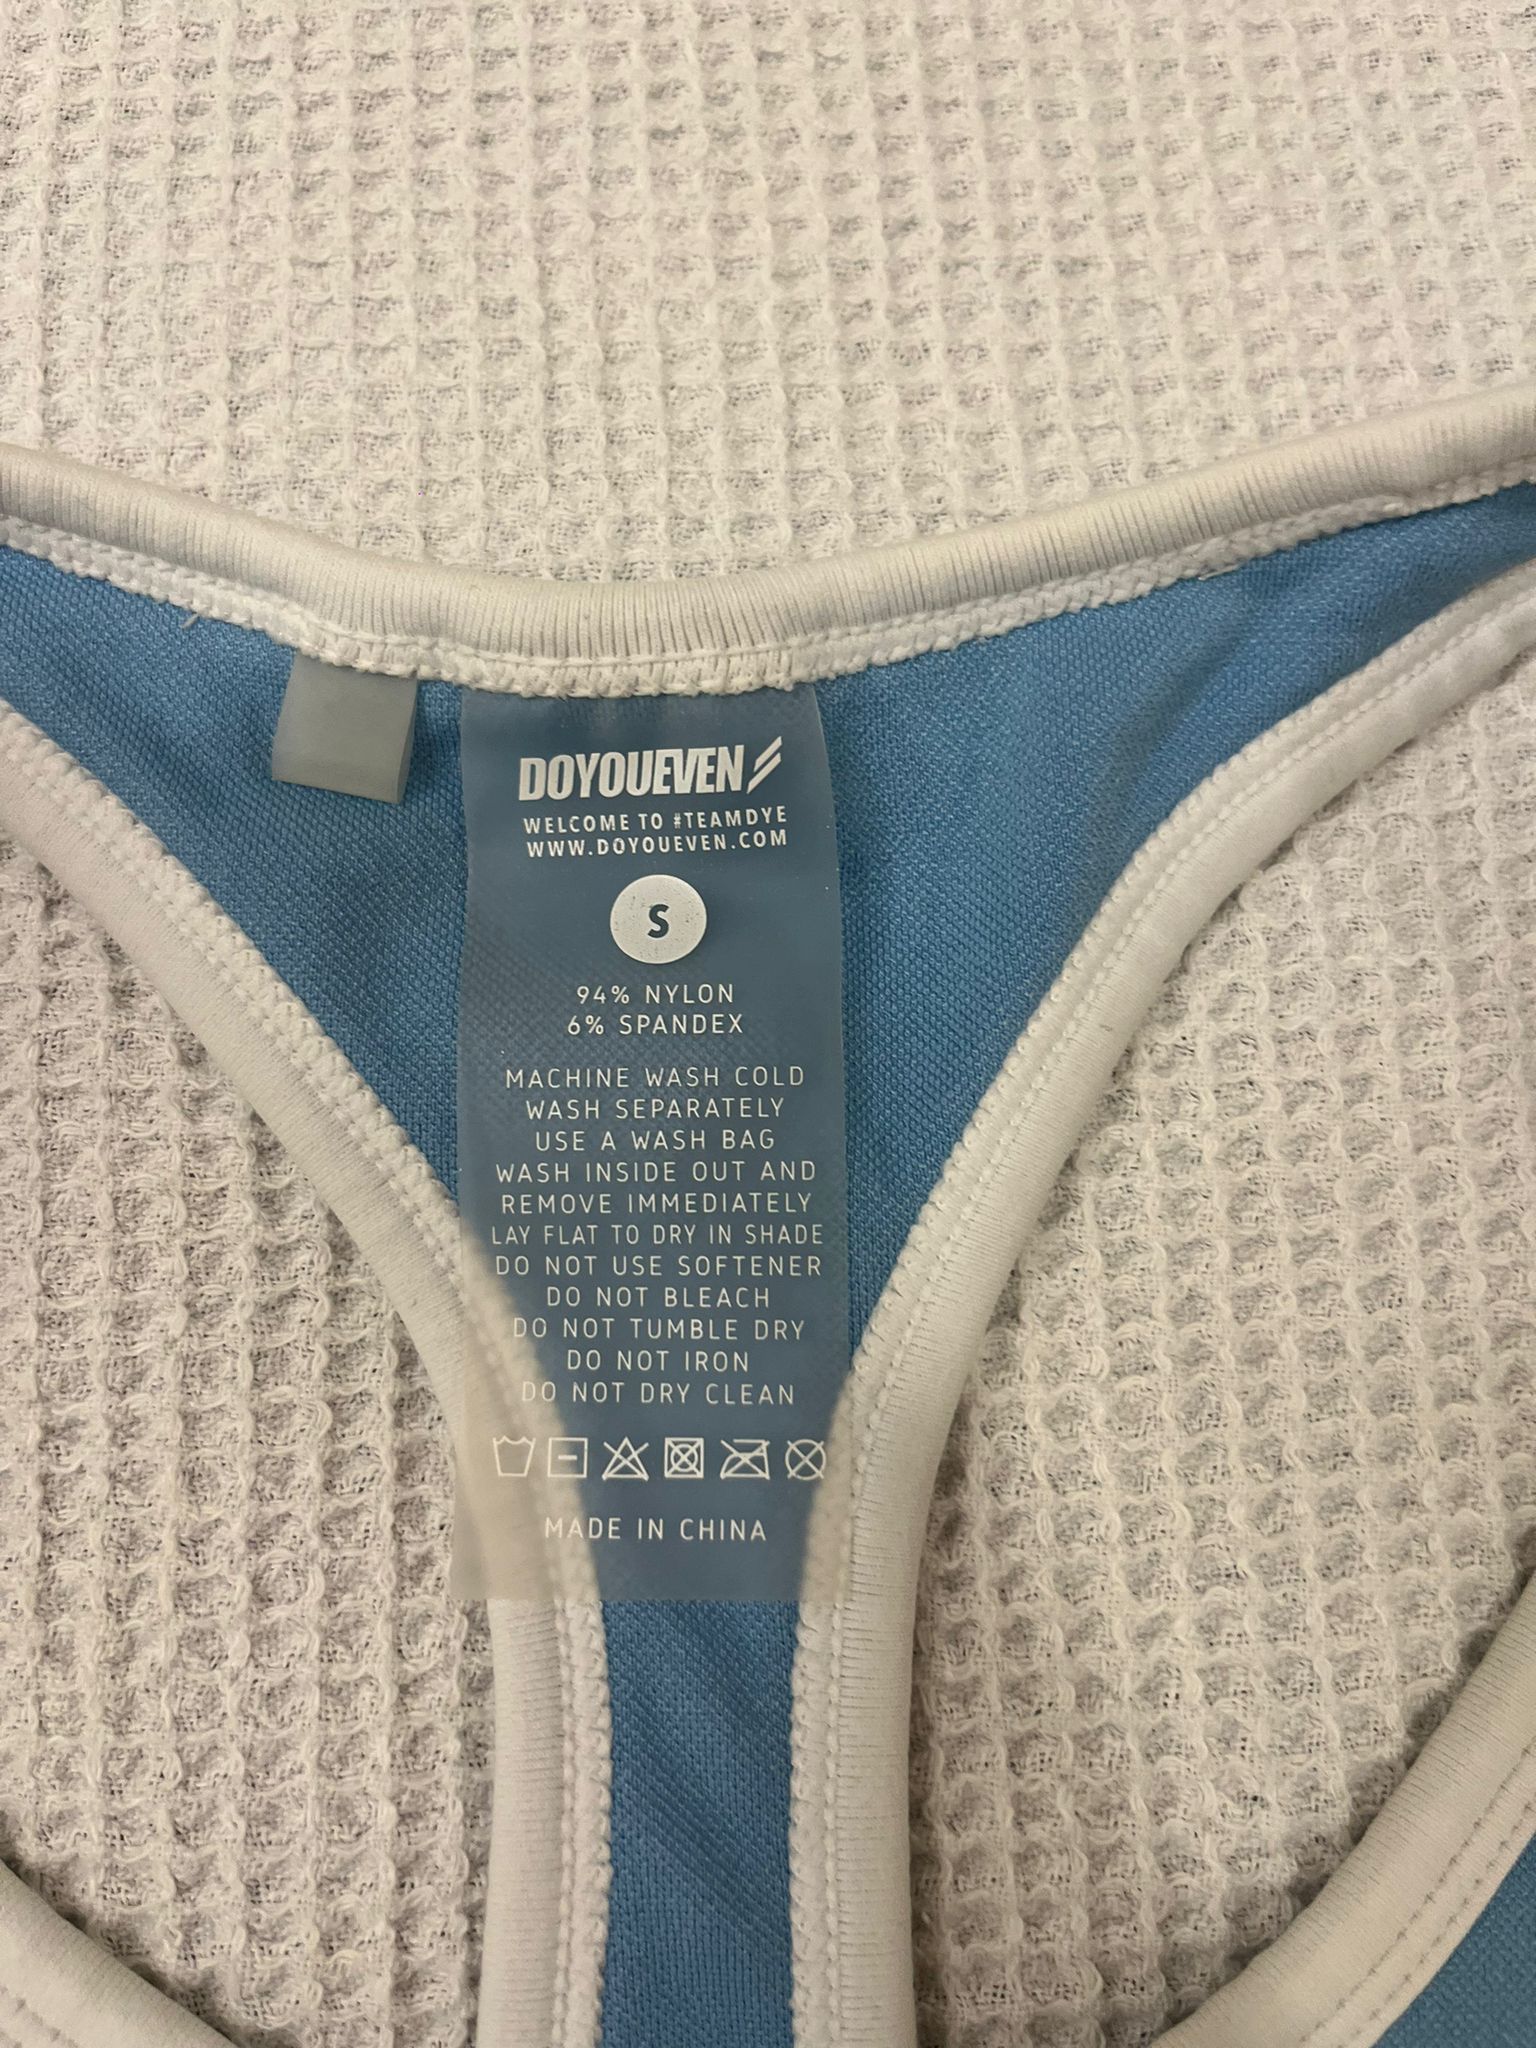 DOYOUEVEN
WELCOME TO #TEAMDYE
WWW.DOYOUEVEN.COM
S
94% NYLON
6% SPANDEX
MACHINE WASH COLD
WASH SEPARATELY
USE A WASH BAG
WASH INSIDE OUT AND
REMOVE IMMEDIATELY
LAY FLAT TO DRY IN SHADE
DO NOT USE SOFTENER
DO NOT BLEACH
DO NOT TUMBLE DRY
DO NOT IRON
DO NOT DRY CLEAN
MADE IN CHINA